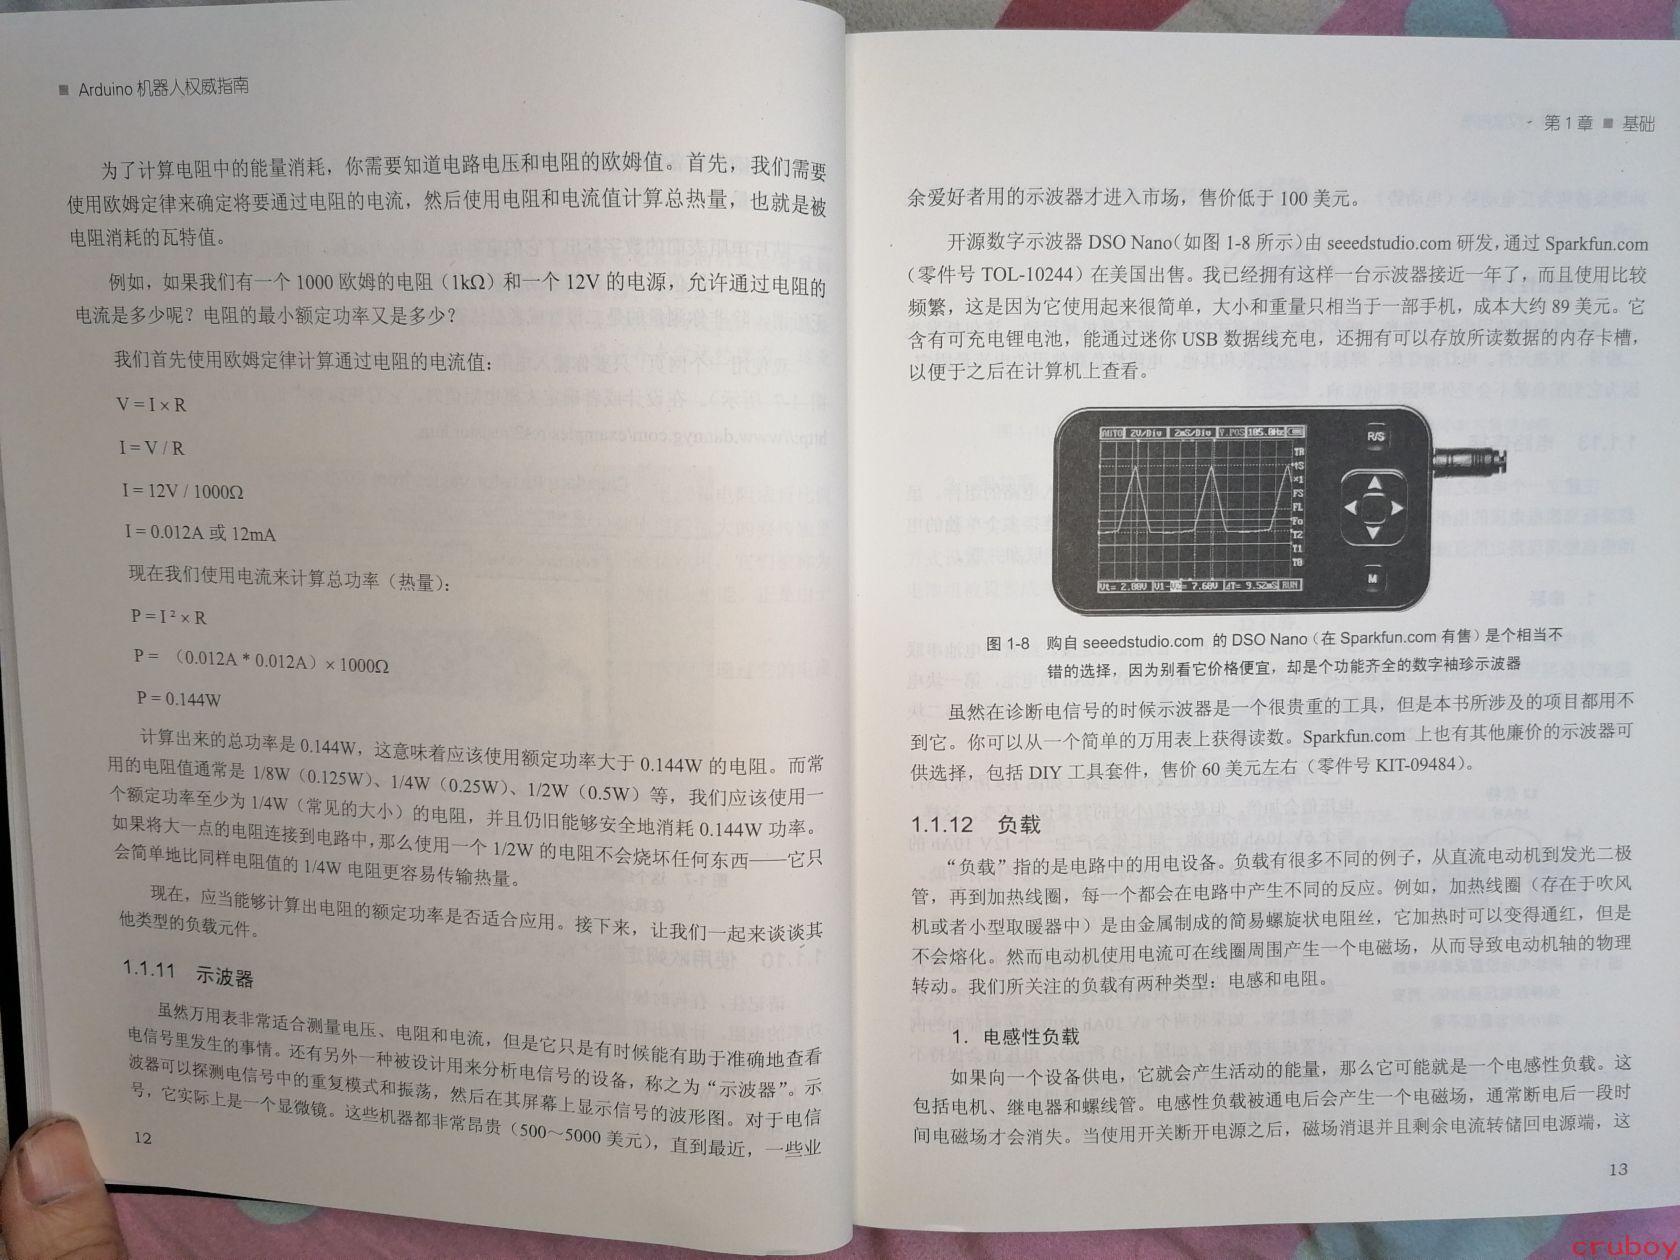 ■ Arduino 机器人权威指南
为了计算电阻中的能量消耗，你需要知道电路电压和电阻的欧姆值。首先，我们需要
使用欧姆定律来确定将要通过电阻的电流，然后使用电阻和电流值计算总热量，也就是被
电阻消耗的瓦特值。
例如，如果我们有一个 1000 欧姆的电阻（1kΩ）和一个 12V 的电源，允许通过电阻的
电流是多少呢？电阻的最小额定功率又是多少？
我们首先使用欧姆定律计算通过电阻的电流值：
V = I × R
I = V / R
I = 12V / 1000Ω
I = 0.012A 或 12mA
现在我们使用电流来计算总功率（热量）：
P = I² × R
P = （0.012A * 0.012A）× 1000Ω
P = 0.144W
计算出来的总功率是 0.144W，这意味着应该使用额定功率大于 0.144W 的电阻。而常
用的电阻值通常是 1/8W（0.125W）、1/4W（0.25W）、1/2W（0.5W）等，我们应该使用一
个额定功率至少为 1/4W（常见的大小）的电阻，并且仍旧能够安全地消耗 0.144W 功率。
如果将大一点的电阻连接到电路中，那么使用一个 1/2W 的电阻不会烧坏任何东西——它只
会简单地比同样电阻值的 1/4W 电阻更容易传输热量。
现在，应当能够计算出电阻的额定功率是否适合应用。接下来，让我们一起来谈谈其
他类型的负载元件。
1.1.11 示波器
虽然万用表非常适合测量电压、电阻和电流，但是它只是有时候能有助于准确地查看
电信号里发生的事情。还有另外一种被设计用来分析电信号的设备，称之为“示波器”。示
波器可以探测电信号中的重复模式和振荡，然后在其屏幕上显示信号的波形图。对于电信
号，它实际上是一个显微镜。这些机器都非常昂贵（500～5000 美元），直到最近，一些业
12
第 1 章 ■ 基础
余爱好者用的示波器才进入市场，售价低于 100 美元。
开源数字示波器 DSO Nano（如图 1-8 所示）由 seeedstudio.com 研发，通过 Sparkfun.com
（零件号 TOL-10244）在美国出售。我已经拥有这样一台示波器接近一年了，而且使用比较
频繁，这是因为它使用起来很简单，大小和重量只相当于一部手机，成本大约 89 美元。它
含有可充电锂电池，能通过迷你 USB 数据线充电，还拥有可以存放所读数据的内存卡槽，
以便于之后在计算机上查看。
AUTO 2V/Div 2mS/Div Y.POS 105.0Hz
R/S
TR
tS
×1
FS
FL
Fo
T2
T1
T0
M
Vt= 2.80V V1-V2= 7.60V ΔT= 9.52mS RUN
图 1-8 购自 seeedstudio.com 的 DSO Nano（在 Sparkfun.com 有售）是个相当不
错的选择，因为别看它价格便宜，却是个功能齐全的数字袖珍示波器
虽然在诊断电信号的时候示波器是一个很贵重的工具，但是本书所涉及的项目都用不
到它。你可以从一个简单的万用表上获得读数。Sparkfun.com 上也有其他廉价的示波器可
供选择，包括 DIY 工具套件，售价 60 美元左右（零件号 KIT-09484）。
1.1.12 负载
“负载”指的是电路中的用电设备。负载有很多不同的例子，从直流电动机到发光二极
管，再到加热线圈，每一个都会在电路中产生不同的反应。例如，加热线圈（存在于吹风
机或者小型取暖器中）是由金属制成的简易螺旋状电阻丝，它加热时可以变得通红，但是
不会熔化。然而电动机使用电流可在线圈周围产生一个电磁场，从而导致电动机轴的物理
转动。我们所关注的负载有两种类型：电感和电阻。
1. 电感性负载
如果向一个设备供电，它就会产生活动的能量，那么它可能就是一个电感性负载。这
包括电机、继电器和螺线管。电感性负载被通电后会产生一个电磁场，通常断电后一段时
间电磁场才会消失。当使用开关断开电源之后，磁场消退并且剩余电流转储回电源端，这
13
cruboy